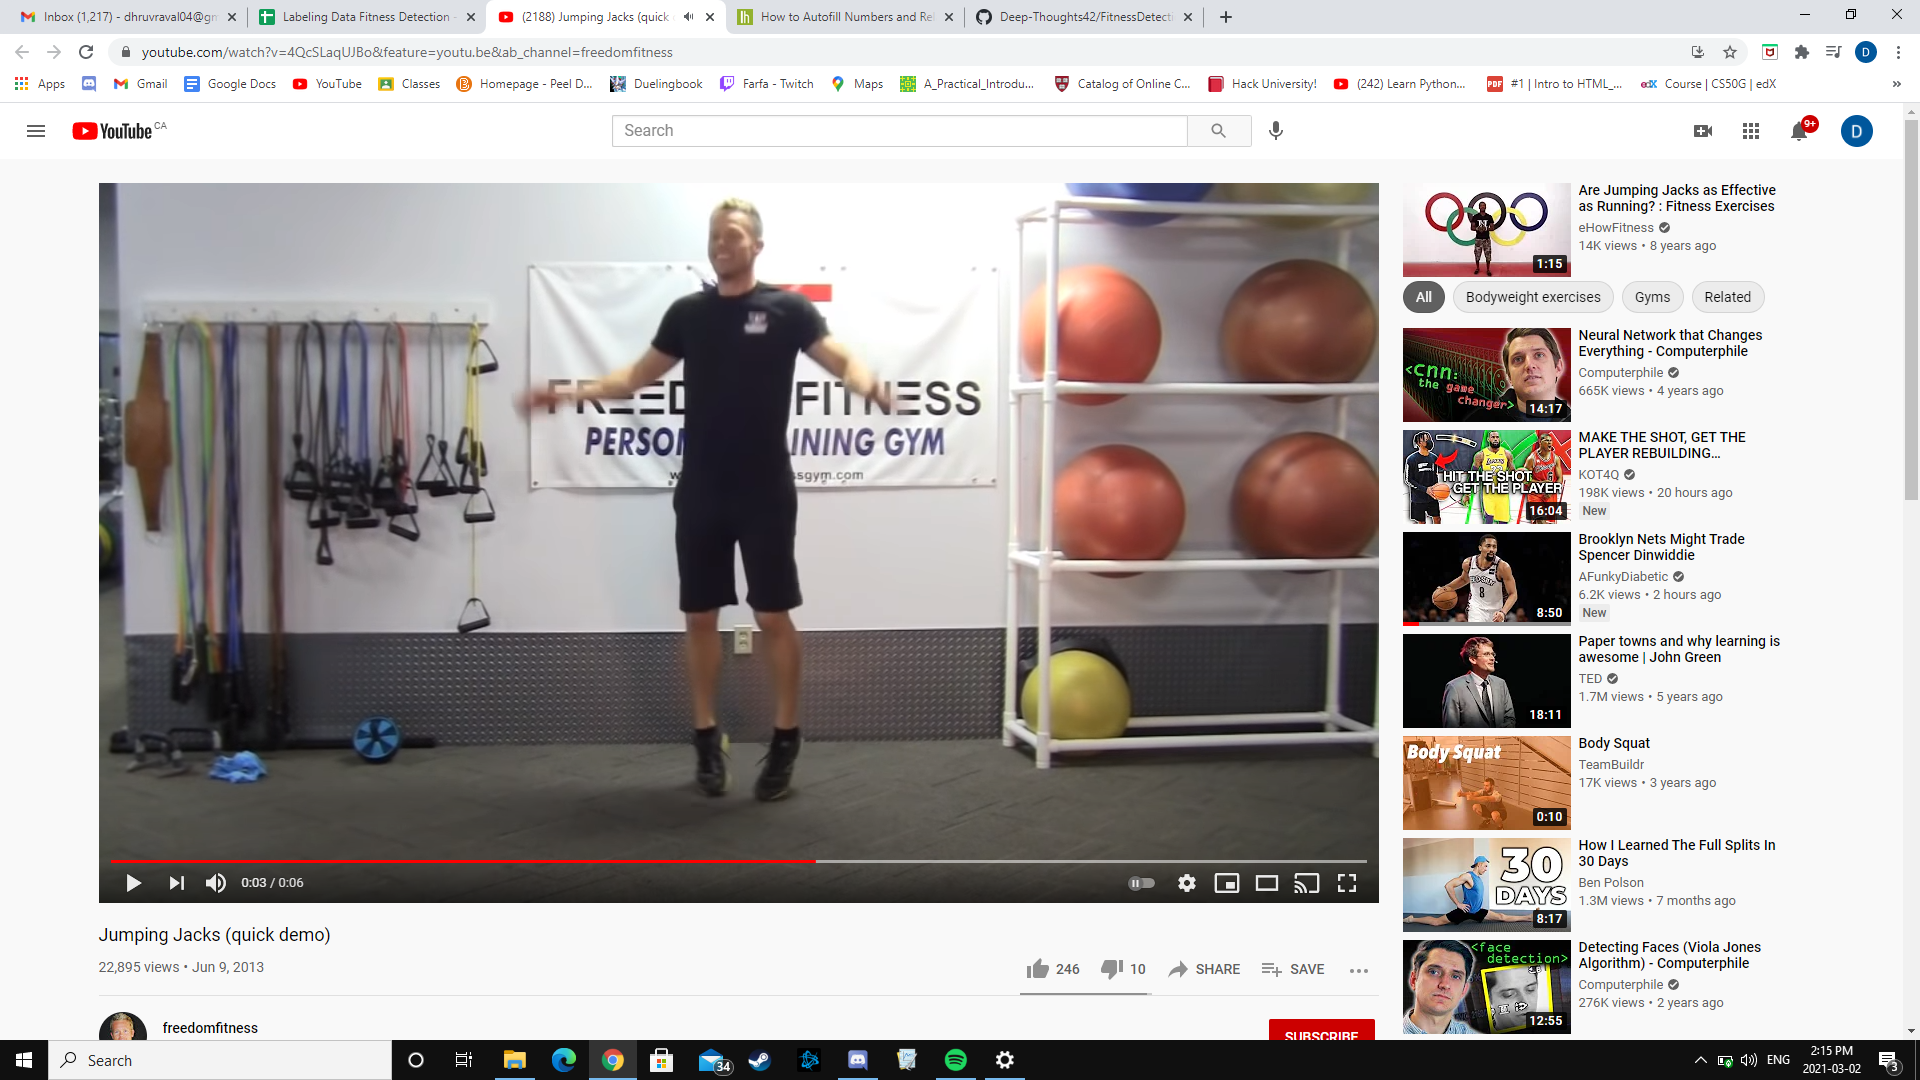 Inbox (1,217) - dhruvraval04@gm
Labeling Data Fitness Detection -
(2188) Jumping Jacks (quick
How to Autofill Numbers and Re
Deep-Thoughts42/FitnessDetecti
youtube.com/watch?v=4QcSLaqUJBo&feature=youtu.be&ab_channel=freedomfitness
D
Apps
Gmail
Google Docs
YouTube
Classes
Homepage - Peel D...
Duelingbook
Farfa - Twitch
Maps
A_Practical_Introdu...
Catalog of Online C...
Hack University!
(242) Learn Python...
PDF
#1 | Intro to HTML_...
edX
Course | CS50G | edX
»
YouTube CA
Search
9+
D
FREED FITNESS
PERSO INING GYM
ssgym.com
0:03 / 0:06
Jumping Jacks (quick demo)
22,895 views • Jun 9, 2013
246
10
SHARE
SAVE
freedomfitness
SUBSCRIBE
Are Jumping Jacks as Effective
as Running? : Fitness Exercises
eHowFitness
14K views • 8 years ago
1:15
All
Bodyweight exercises
Gyms
Related
<cnn:
the game
changer>
14:17
Neural Network that Changes
Everything - Computerphile
Computerphile
665K views • 4 years ago
HIT THE SHOT
GET THE PLAYER
16:04
MAKE THE SHOT, GET THE
PLAYER REBUILDING...
KOT4Q
198K views • 20 hours ago
New
8
8:50
Brooklyn Nets Might Trade
Spencer Dinwiddie
AFunkyDiabetic
6.2K views • 2 hours ago
New
18:11
Paper towns and why learning is
awesome | John Green
TED
1.7M views • 5 years ago
Body Squat
0:10
Body Squat
TeamBuildr
17K views • 3 years ago
30
DAYS
8:17
How I Learned The Full Splits In
30 Days
Ben Polson
1.3M views • 7 months ago
<face
detection>
12:55
Detecting Faces (Viola Jones
Algorithm) - Computerphile
Computerphile
276K views • 2 years ago
Search
34
ENG
2:15 PM
2021-03-02
3